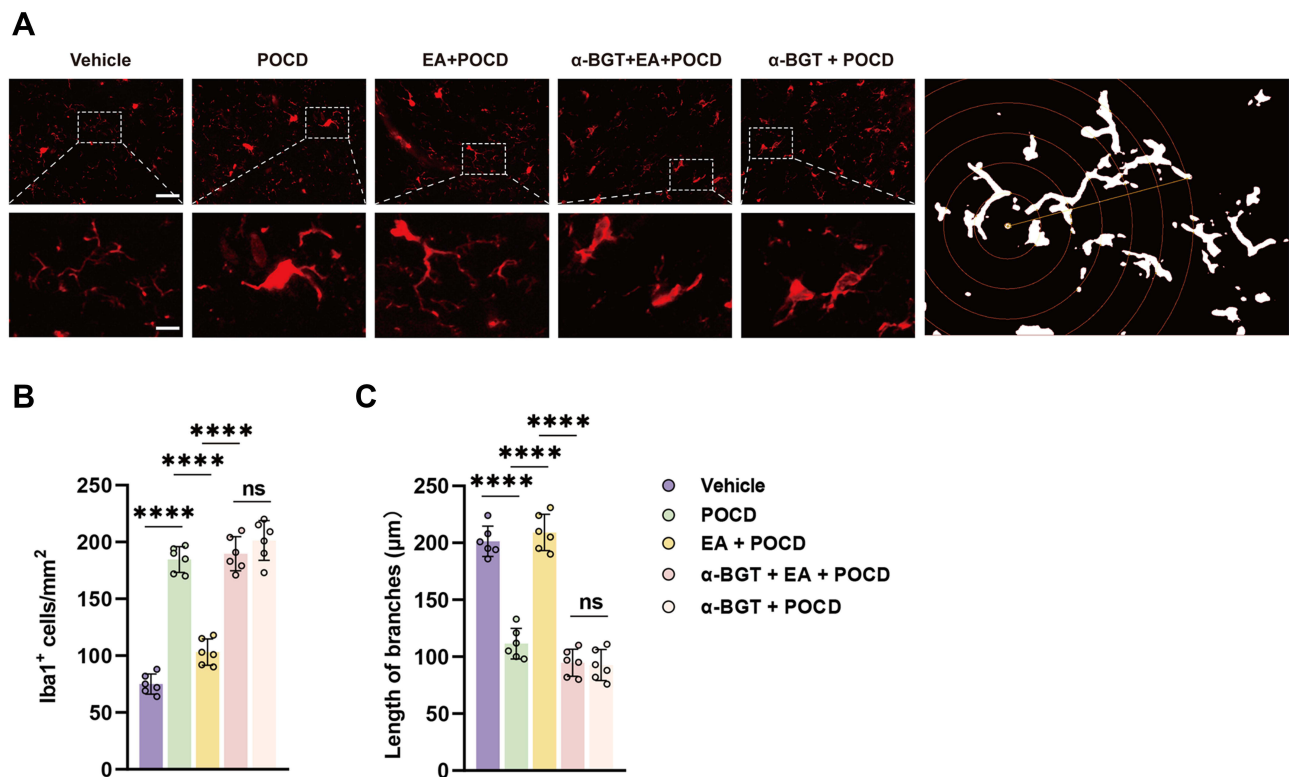 A
Vehicle
POCD
EA+POCD
α-BGT+EA+POCD
α-BGT + POCD
B
Iba1+ cells/mm2
250
200
150
100
50
0
****
****
****
ns
C
Length of branches (μm)
250
200
150
100
50
0
****
****
****
ns
Vehicle
POCD
EA + POCD
α-BGT + EA + POCD
α-BGT + POCD